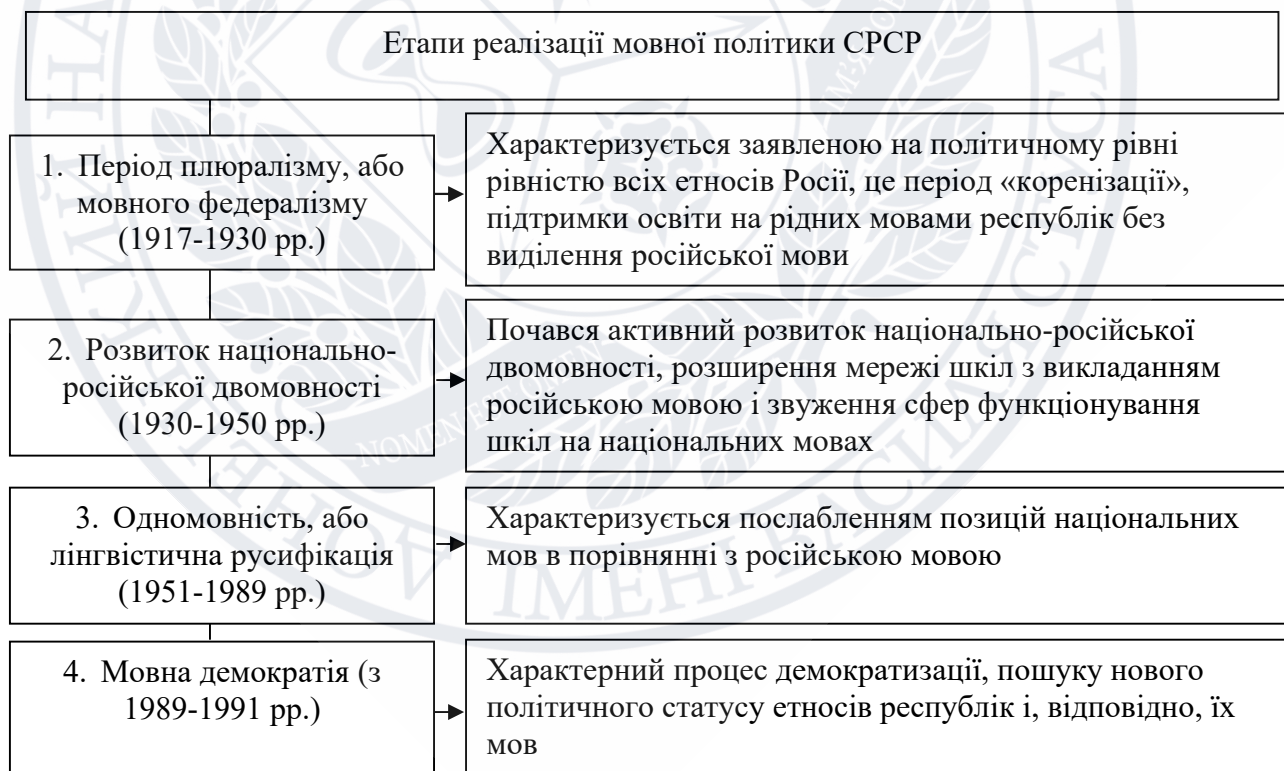 Етапи реалізації мовної політики СРСР
1. Період плюралізму, або
мовного федералізму
(1917-1930 рр.)
Характеризується заявленою на політичному рівні
рівністю всіх етносів Росії, це період «коренізації»,
підтримки освіти на рідних мовами республік без
виділення російської мови
2. Розвиток національно-
російської двомовності
(1930-1950 рр.)
Почався активний розвиток національно-російської
двомовності, розширення мережі шкіл з викладанням
російською мовою і звуження сфер функціонування
шкіл на національних мовах
3. Одномовність, або
лінгвістична русифікація
(1951-1989 рр.)
Характеризується послабленням позицій національних
мов в порівнянні з російською мовою
4. Мовна демократія (з
1989-1991 рр.)
Характерний процес демократизації, пошуку нового
політичного статусу етносів республік і, відповідно, їх
мов
ІМЕНІ ВАСИЛЯ СТУСА